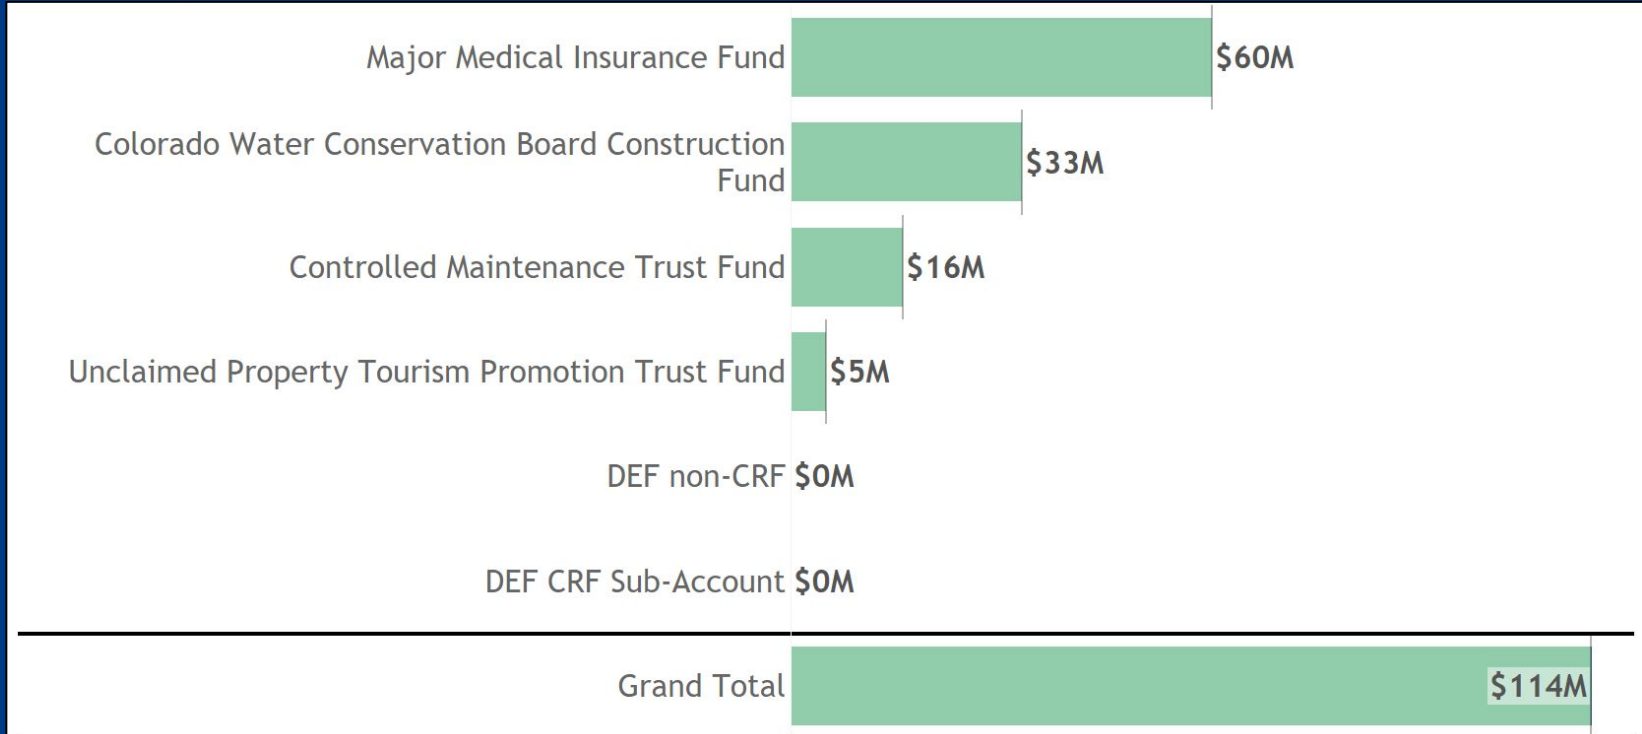 Major Medical Insurance Fund $60M
Colorado Water Conservation Board Construction
Fund $33M
Controlled Maintenance Trust Fund $16M
Unclaimed Property Tourism Promotion Trust Fund $5M
DEF non-CRF $0M
DEF CRF Sub-Account $0M
Grand Total $114M